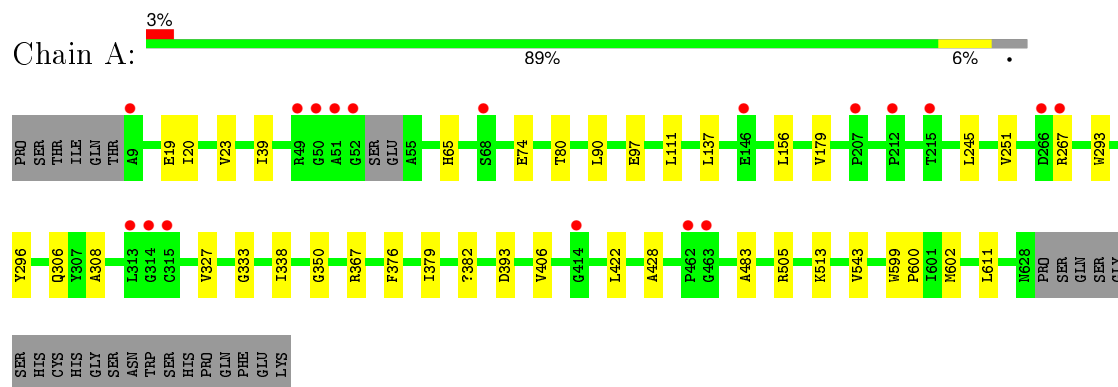 3%
Chain A:
89% 6% •
PRO SER THR ILE GLN THR A9 E19 I20 V23 I39 R49 G50 A51 G52 SER GLU A55 H65 S68 E74 T80 L90 E97 L111 L137 E146 L156 V179 P207 P212 T215 L245 V251 D266 R267 W293
Y296 Q306 Y307 A308 L313 G314 C315 V327 G333 I338 G350 R367 F376 I379 ?382 D393 V406 G414 L422 A428 P462 G463 A483 R505 K513 V543 W599 P600 I601 M602 L611 N628 PRO SER GLN SER GLY
SER HIS CYS HIS GLY SER ASN TRP SER HIS PRO GLN PHE GLU LYS